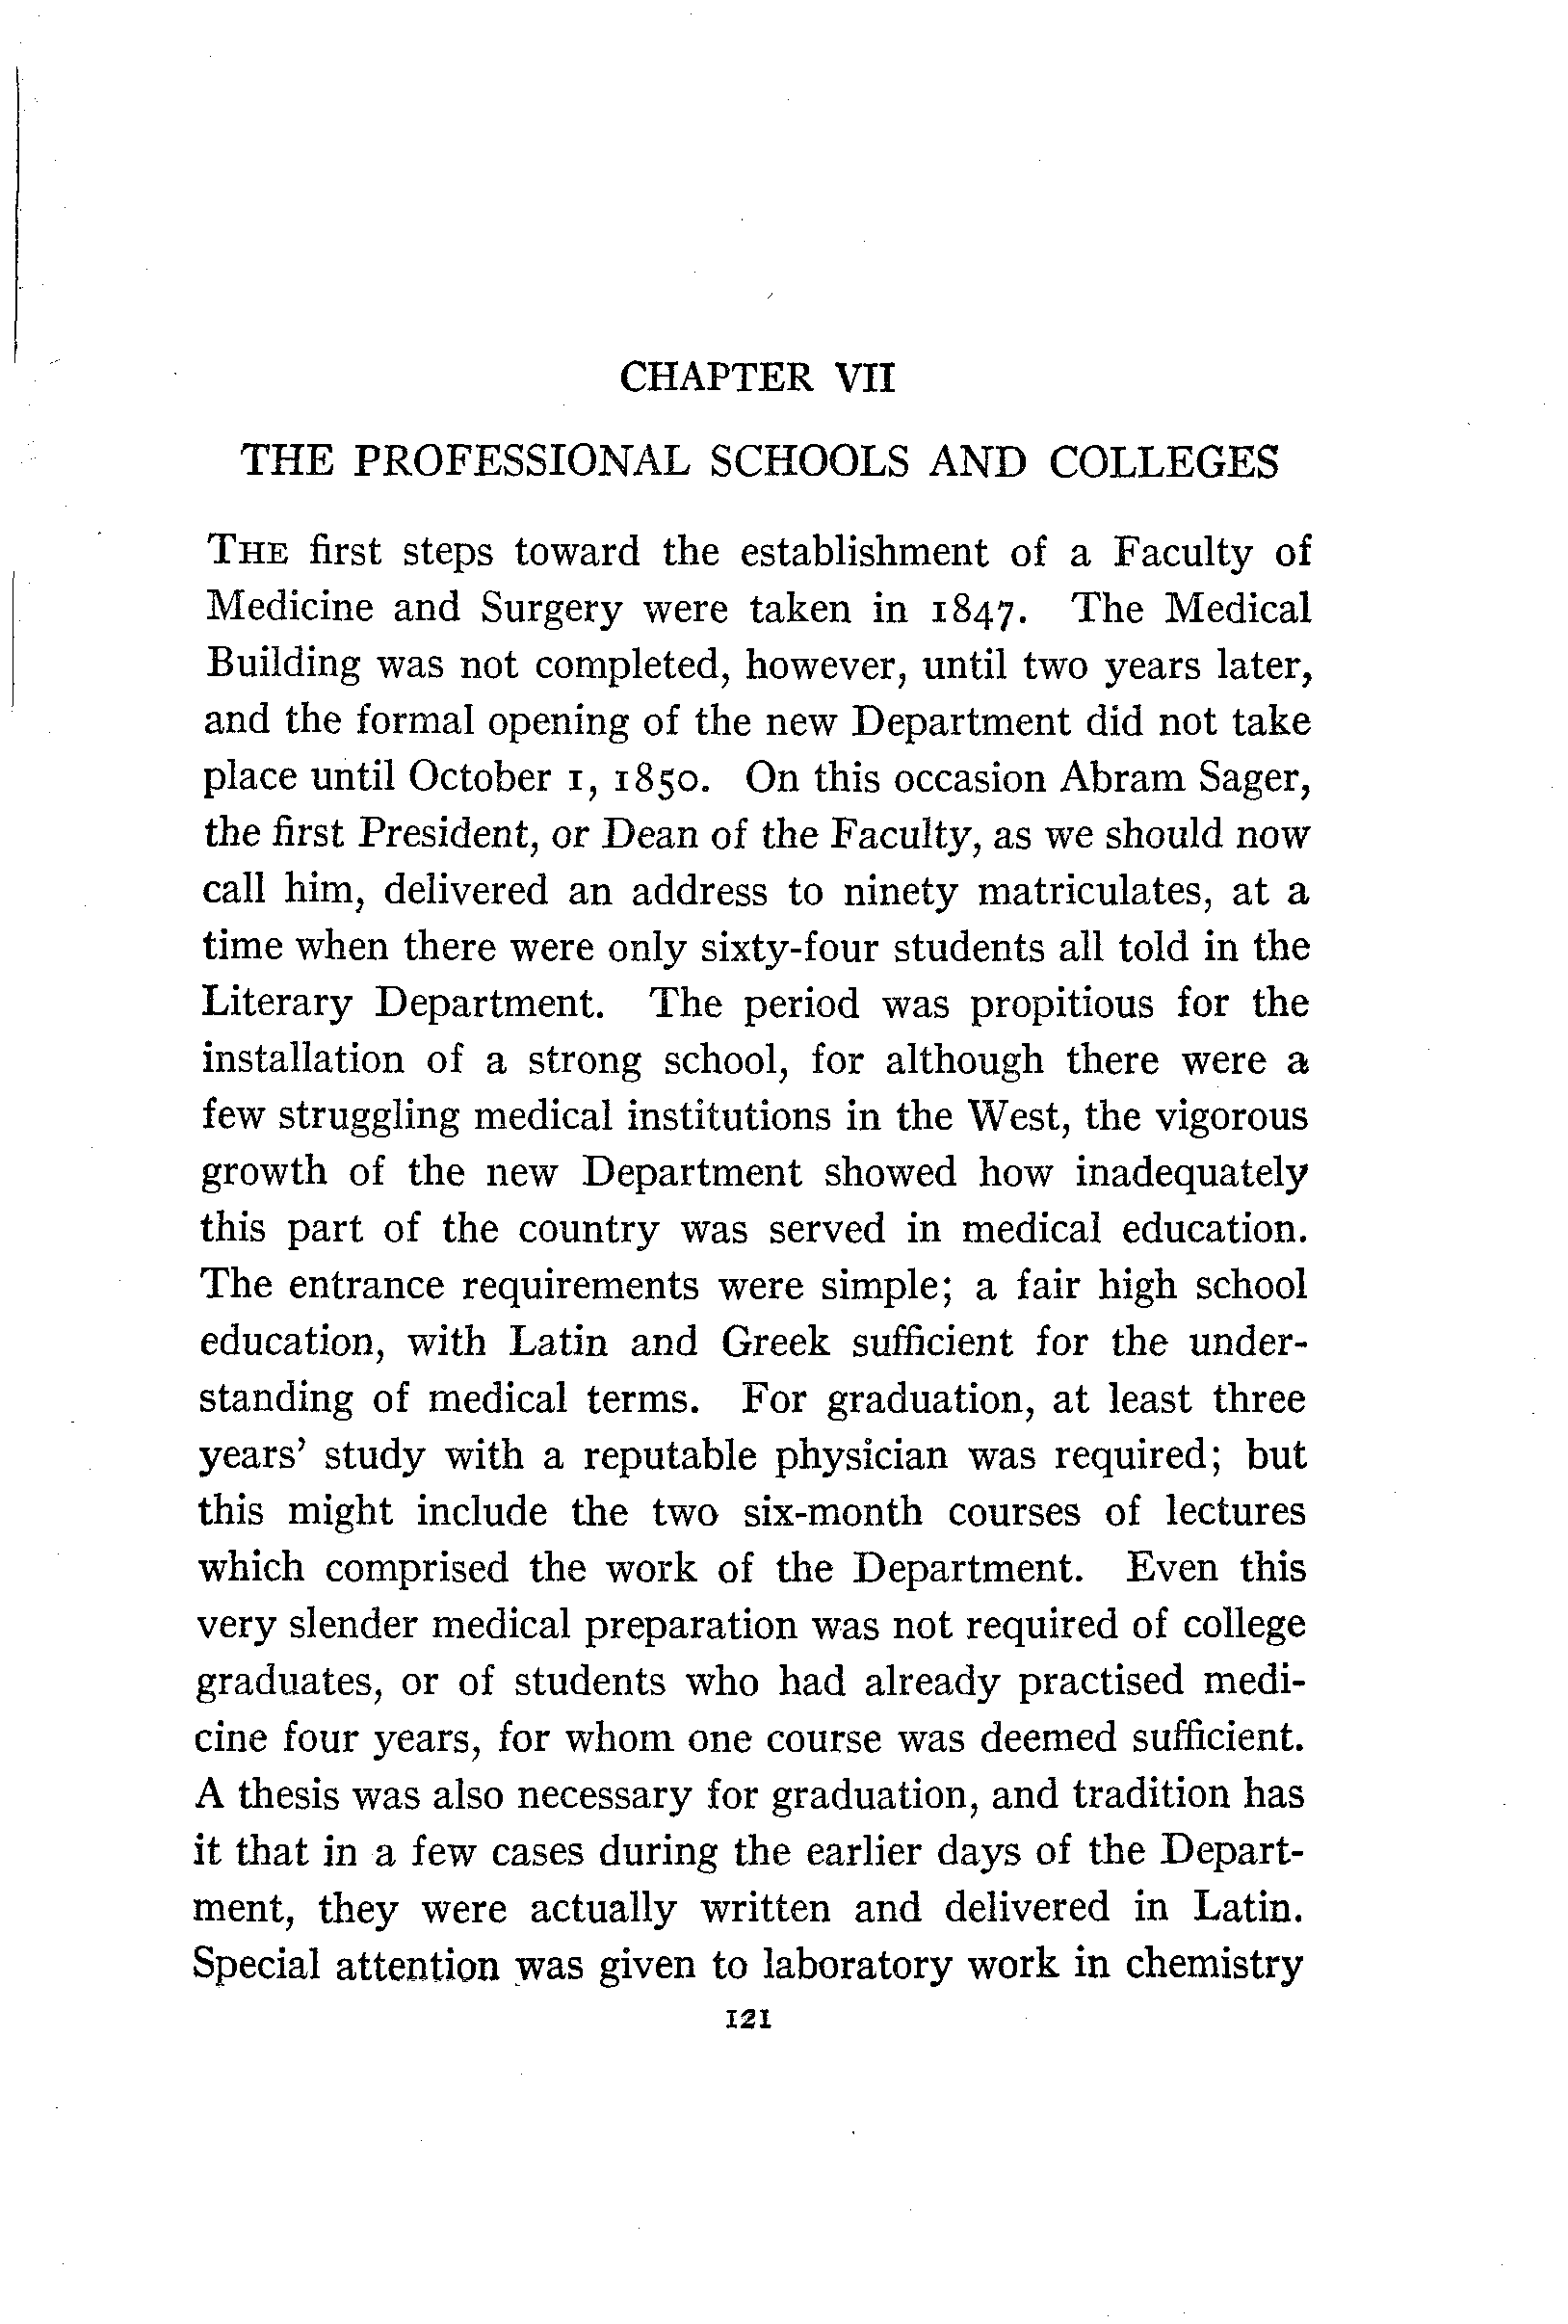 CHAPTER VII
THE PROFESSIONAL SCHOOLS AND COLLEGES
THE first steps toward the establishment of a Faculty of
Medicine and Surgery were taken in 1847. The Medical
Building was not completed, however, until two years later,
and the formal opening of the new Department did not take
place until October 1, 1850. On this occasion Abram Sager,
the first President, or Dean of the Faculty, as we should now
call him, delivered an address to ninety matriculates, at a
time when there were only sixty-four students all told in the
Literary Department. The period was propitious for the
installation of a strong school, for although there were a
few struggling medical institutions in the West, the vigorous
growth of the new Department showed how inadequately
this part of the country was served in medical education.
The entrance requirements were simple; a fair high school
education, with Latin and Greek sufficient for the under-
standing of medical terms. For graduation, at least three
years' study with a reputable physician was required; but
this might include the two six-month courses of lectures
which comprised the work of the Department. Even this
very slender medical preparation was not required of college
graduates, or of students who had already practised medi-
cine four years, for whom one course was deemed sufficient.
A thesis was also necessary for graduation, and tradition has
it that in a few cases during the earlier days of the Depart-
ment, they were actually written and delivered in Latin.
Special attention was given to laboratory work in chemistry
121